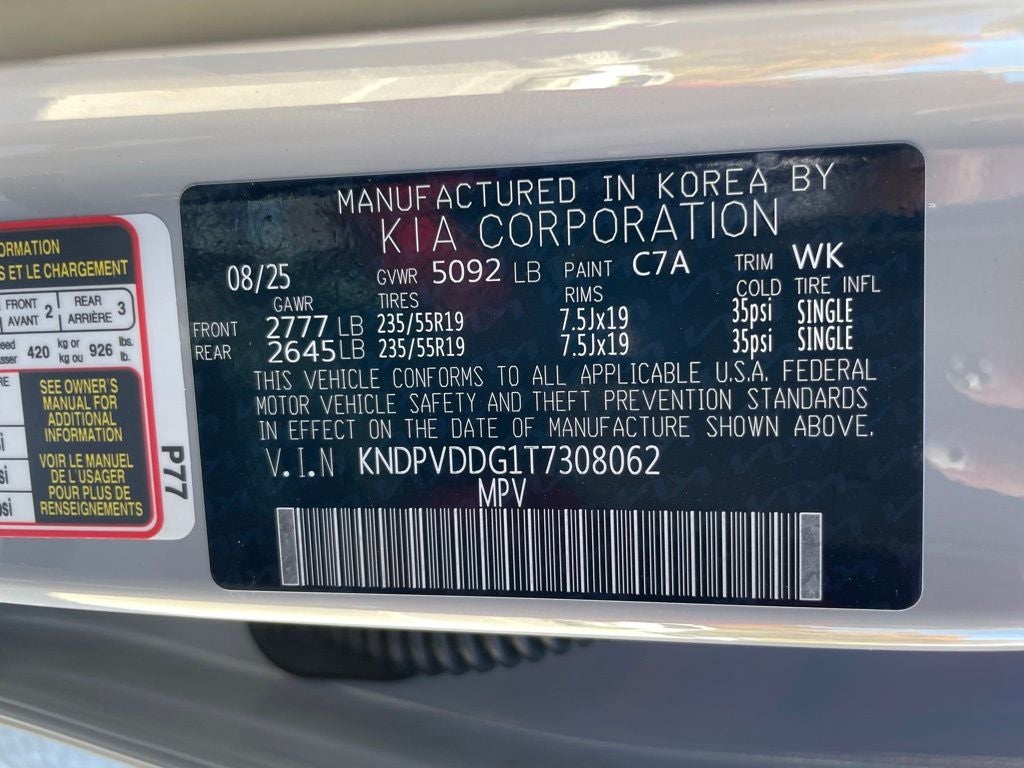 MANUFACTURED IN KOREA BY
KIA CORPORATION
08/25 GVWR 5092 LB PAINT C7A TRIM WK
GAWR TIRES RIMS COLD TIRE INFL
FRONT 2777 LB 235/55R19 7.5Jx19 35psi SINGLE
REAR 2645 LB 235/55R19 7.5Jx19 35psi SINGLE
THIS VEHICLE CONFORMS TO ALL APPLICABLE U.S.A. FEDERAL
MOTOR VEHICLE SAFETY AND THEFT PREVENTION STANDARDS
IN EFFECT ON THE DATE OF MANUFACTURE SHOWN ABOVE.
V.I.N KNDPVDDG1T7308062
MPV
ET LE CHARGEMENT
FRONT AVANT 2 REAR ARRIÈRE 3
420 kg or kg ou 926 lbs. lb.
SEE OWNER'S
MANUAL FOR
ADDITIONAL
INFORMATION
VOIR LE MANUEL
DE L'USAGER
POUR PLUS DE
RENSEIGNEMENTS
P77